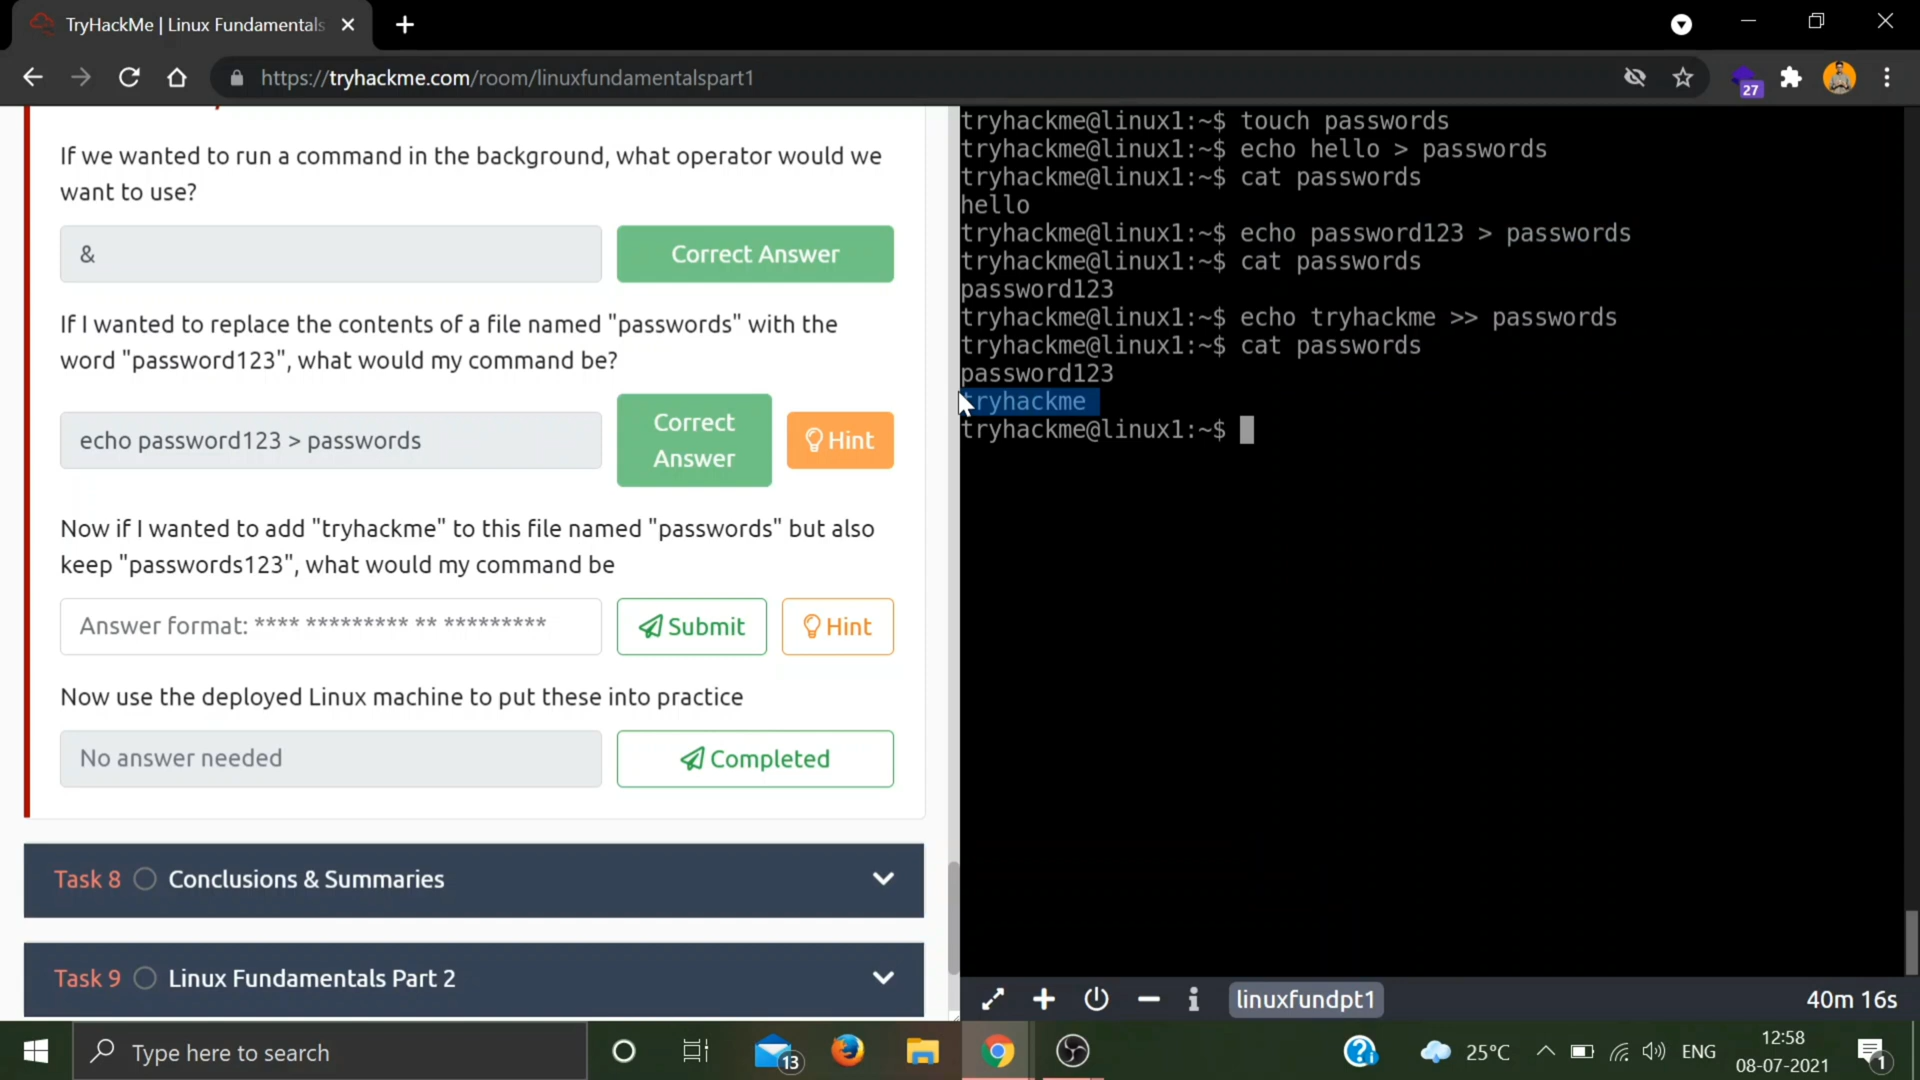 TryHackMe | Linux Fundamentals
https://tryhackme.com/room/linuxfundamentalspart1
27
If we wanted to run a command in the background, what operator would we
want to use?
&
Correct Answer
If I wanted to replace the contents of a file named "passwords" with the
word "password123", what would my command be?
echo password123 > passwords
Correct
Answer
Hint
Now if I wanted to add "tryhackme" to this file named "passwords" but also
keep "passwords123", what would my command be
Answer format: **** ********* ** *********
Submit
Hint
Now use the deployed Linux machine to put these into practice
No answer needed
Completed
Task 8 Conclusions & Summaries
Task 9 Linux Fundamentals Part 2
tryhackme@linux1:~$ touch passwords
tryhackme@linux1:~$ echo hello > passwords
tryhackme@linux1:~$ cat passwords
hello
tryhackme@linux1:~$ echo password123 > passwords
tryhackme@linux1:~$ cat passwords
password123
tryhackme@linux1:~$ echo tryhackme >> passwords
tryhackme@linux1:~$ cat passwords
password123
tryhackme
tryhackme@linux1:~$
linuxfundpt1
40m 16s
Type here to search
13
25°C
ENG
12:58
08-07-2021
1